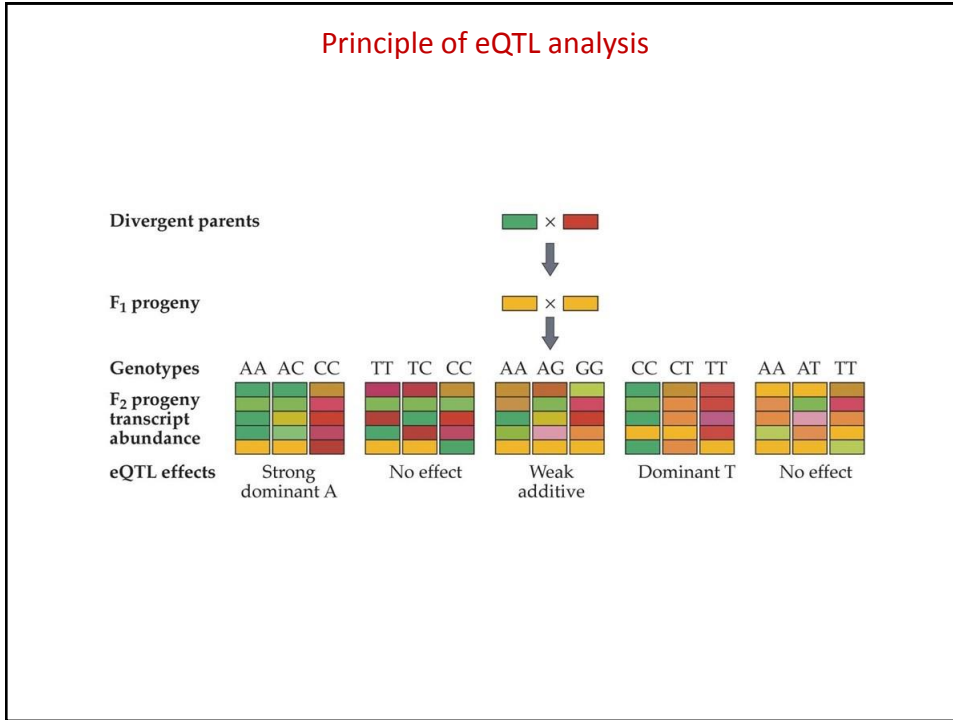 Principle of eQTL analysis
Divergent parents
×
F₁ progeny
×
Genotypes AA AC CC TT TC CC AA AG GG CC CT TT AA AT TT
F₂ progeny
transcript
abundance
eQTL effects Strong No effect Weak Dominant T No effect
dominant A additive